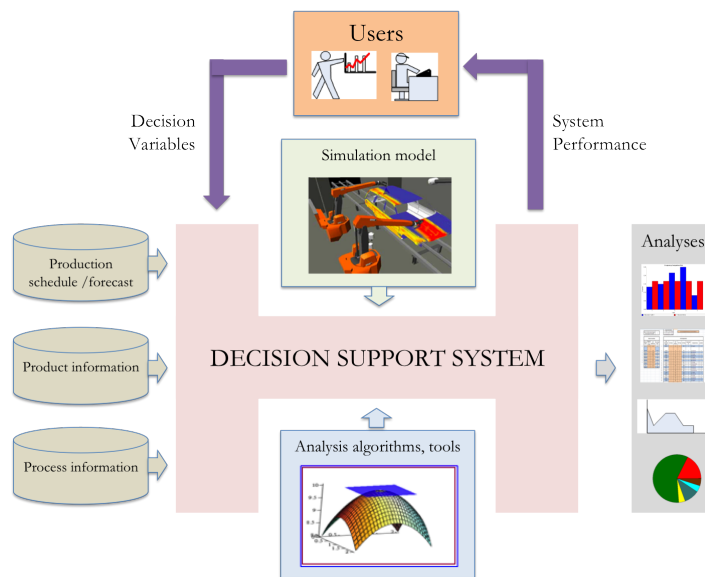 Users
Decision
Variables
System
Performance
Simulation model
Production
schedule /forecast
Analyses
Product information
DECISION SUPPORT SYSTEM
Process information
Analysis algorithms, tools